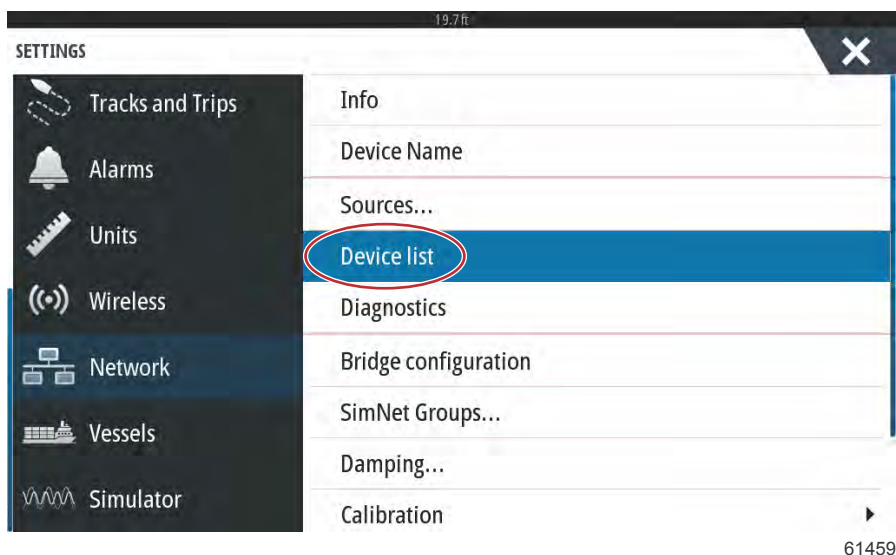 19.7ft
SETTINGS
Tracks and Trips
Alarms
Units
Wireless
Network
Vessels
Simulator
Info
Device Name
Sources...
Device list
Diagnostics
Bridge configuration
SimNet Groups...
Damping...
Calibration
61459